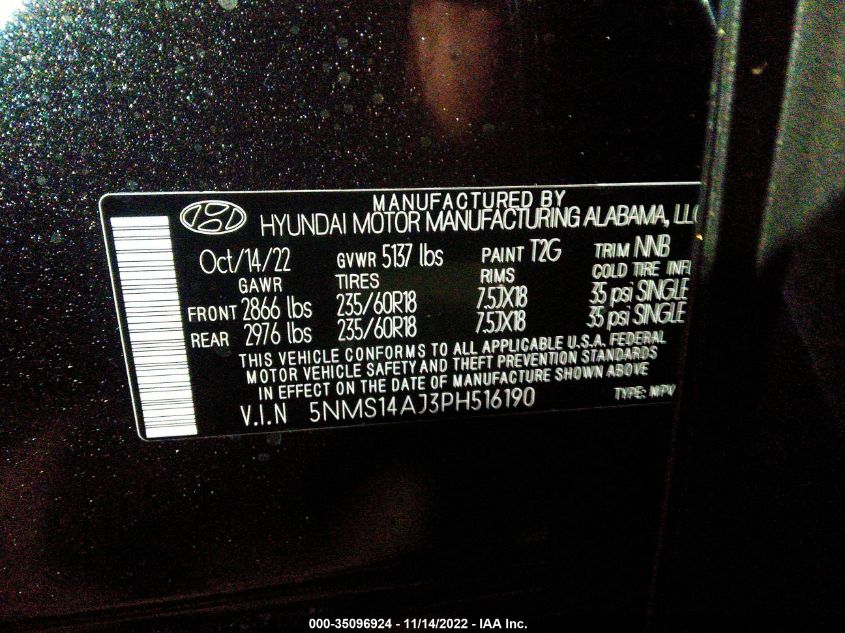 MANUFACTURED BY
HYUNDAI MOTOR MANUFACTURING ALABAMA, LLC
Oct/14/22 GVWR 5137 lbs PAINT T2G TRIM NNB
GAWR TIRES RIMS COLD TIRE INFL
FRONT 2866 lbs 235/60R18 7.5JX18 35 psi SINGLE
REAR 2976 lbs 235/60R18 7.5JX18 35 psi SINGLE
THIS VEHICLE CONFORMS TO ALL APPLICABLE U.S.A. FEDERAL
MOTOR VEHICLE SAFETY AND THEFT PREVENTION STANDARDS
IN EFFECT ON THE DATE OF MANUFACTURE SHOWN ABOVE
V.I.N 5NMS14AJ3PH516190 TYPE: MPV
000-35096924 - 11/14/2022 - IAA Inc.